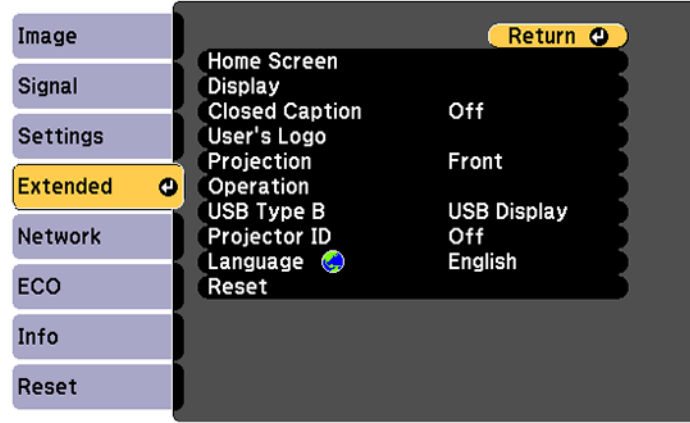 Image
Signal
Settings
Extended
Network
ECO
Info
Reset
Return
Home Screen
Display
Closed Caption Off
User's Logo
Projection Front
Operation
USB Type B USB Display
Projector ID Off
Language English
Reset